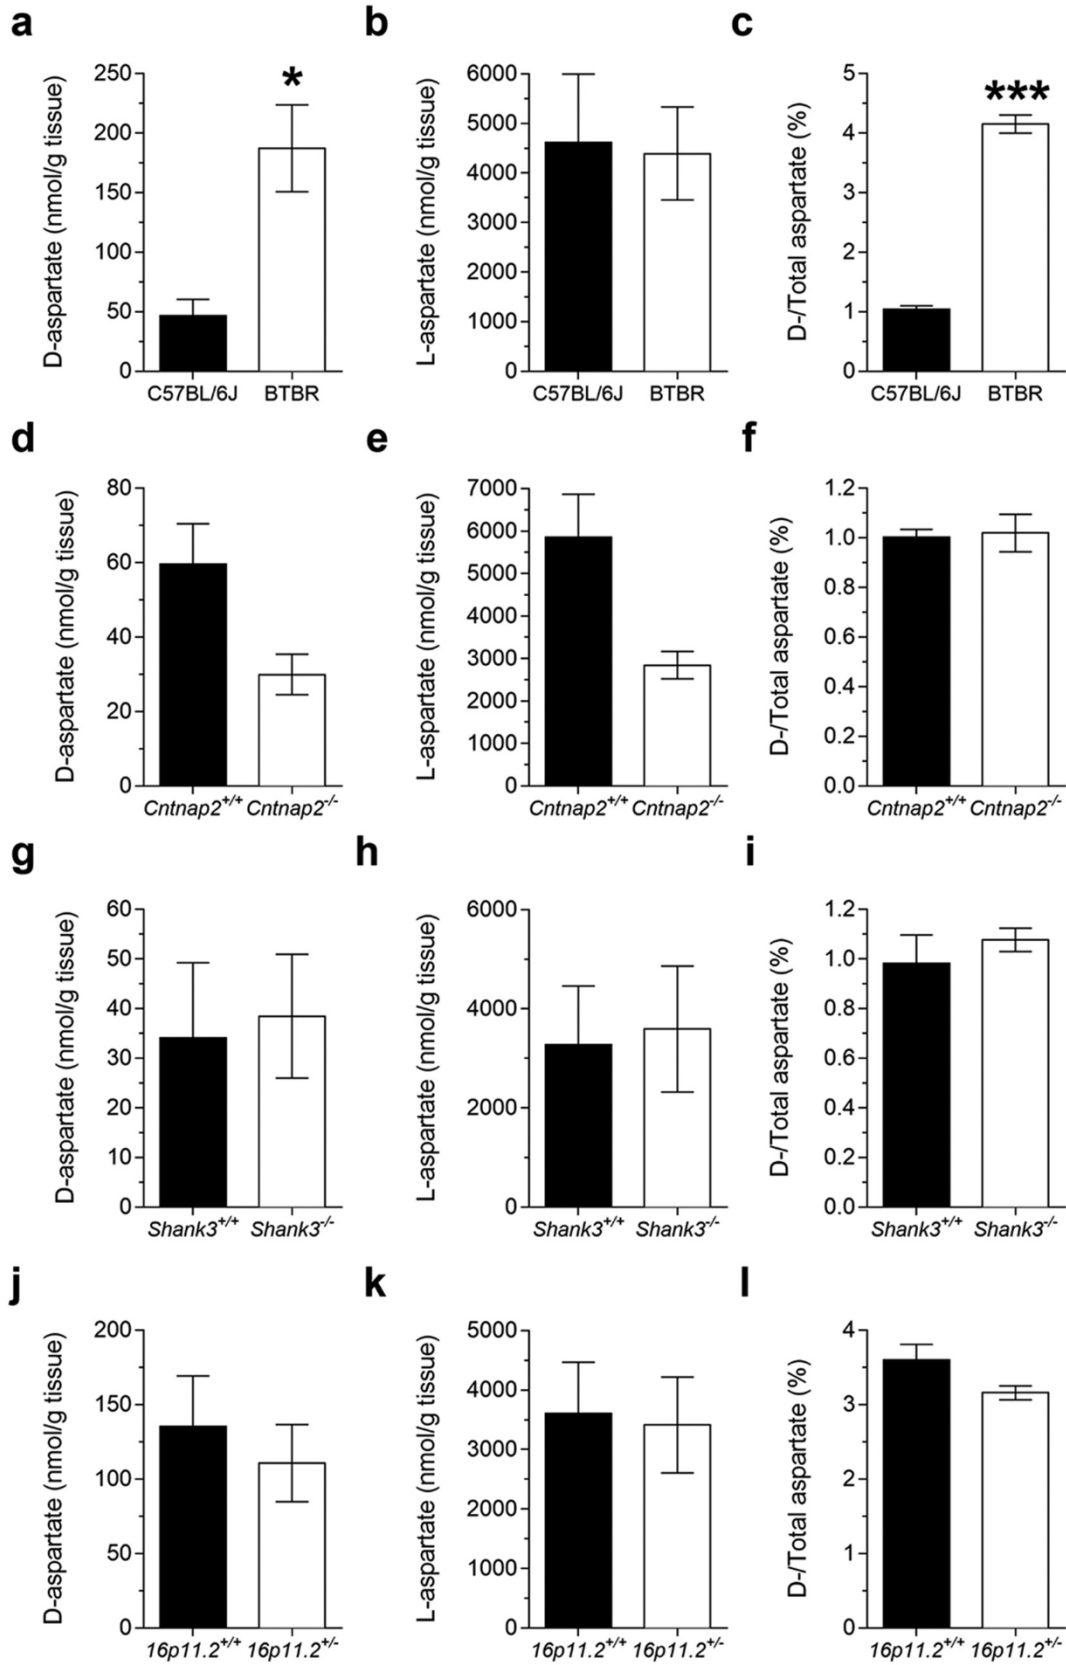 a
b
c
D-aspartate (nmol/g tissue)
250
200
150
100
50
0
*
C57BL/6J BTBR
L-aspartate (nmol/g tissue)
6000
5000
4000
3000
2000
1000
0
C57BL/6J BTBR
D-/Total aspartate (%)
5
4
3
2
1
0
***
C57BL/6J BTBR
d
e
f
D-aspartate (nmol/g tissue)
80
60
40
20
0
Cntnap2+/+ Cntnap2-/-
L-aspartate (nmol/g tissue)
7000
6000
5000
4000
3000
2000
1000
0
Cntnap2+/+ Cntnap2-/-
D-/Total aspartate (%)
1.2
1.0
0.8
0.6
0.4
0.2
0.0
Cntnap2+/+ Cntnap2-/-
g
h
i
D-aspartate (nmol/g tissue)
60
50
40
30
20
10
0
Shank3+/+ Shank3-/-
L-aspartate (nmol/g tissue)
6000
4000
2000
0
Shank3+/+ Shank3-/-
D-/Total aspartate (%)
1.2
1.0
0.8
0.6
0.4
0.2
0.0
Shank3+/+ Shank3-/-
j
k
l
D-aspartate (nmol/g tissue)
200
150
100
50
0
16p11.2+/+ 16p11.2+/-
L-aspartate (nmol/g tissue)
5000
4000
3000
2000
1000
0
16p11.2+/+ 16p11.2+/-
D-/Total aspartate (%)
4
3
2
1
0
16p11.2+/+ 16p11.2+/-